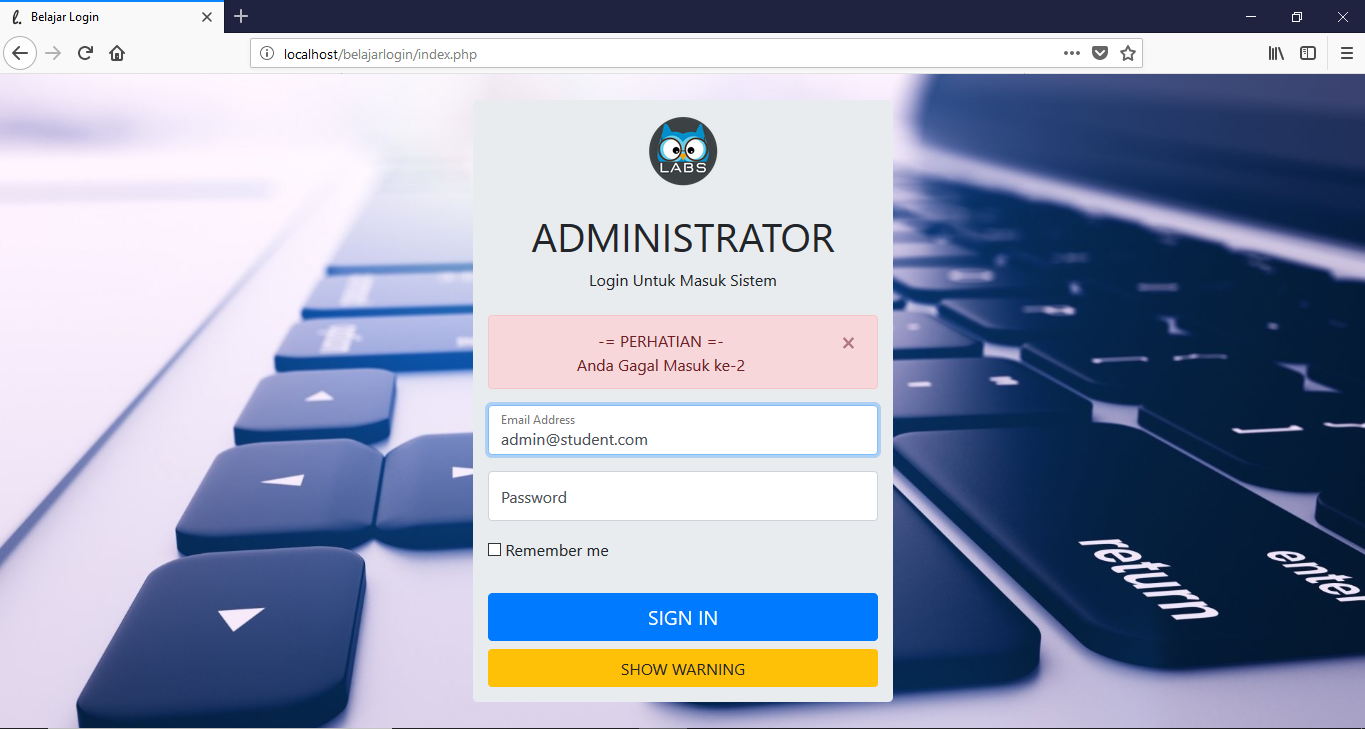 Belajar Login
localhost/belajarlogin/index.php
LABS
ADMINISTRATOR
Login Untuk Masuk Sistem
-= PERHATIAN =-
Anda Gagal Masuk ke-2
Email Address
admin@student.com
Password
Remember me
SIGN IN
SHOW WARNING
return
enter